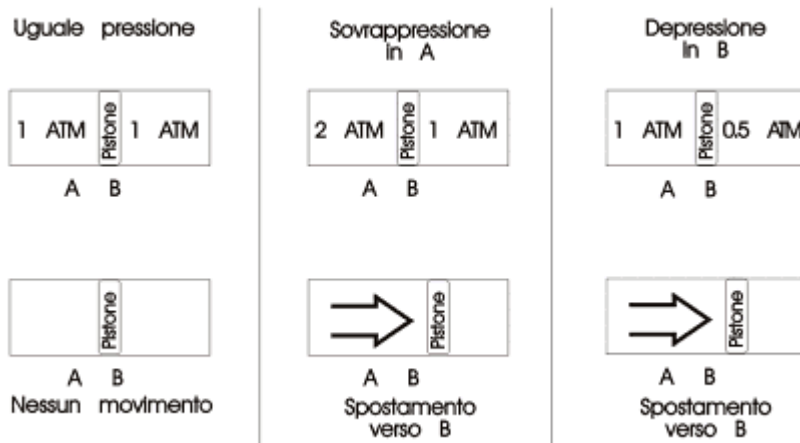 Uguale pressione
1 ATM Pistone 1 ATM
A B
Pistone
A B
Nessun movimento
Sovrappressione
in A
2 ATM Pistone 1 ATM
A B
Pistone
A B
Spostamento
verso B
Depressione
in B
1 ATM Pistone 0.5 ATM
A B
Pistone
A B
Spostamento
verso B